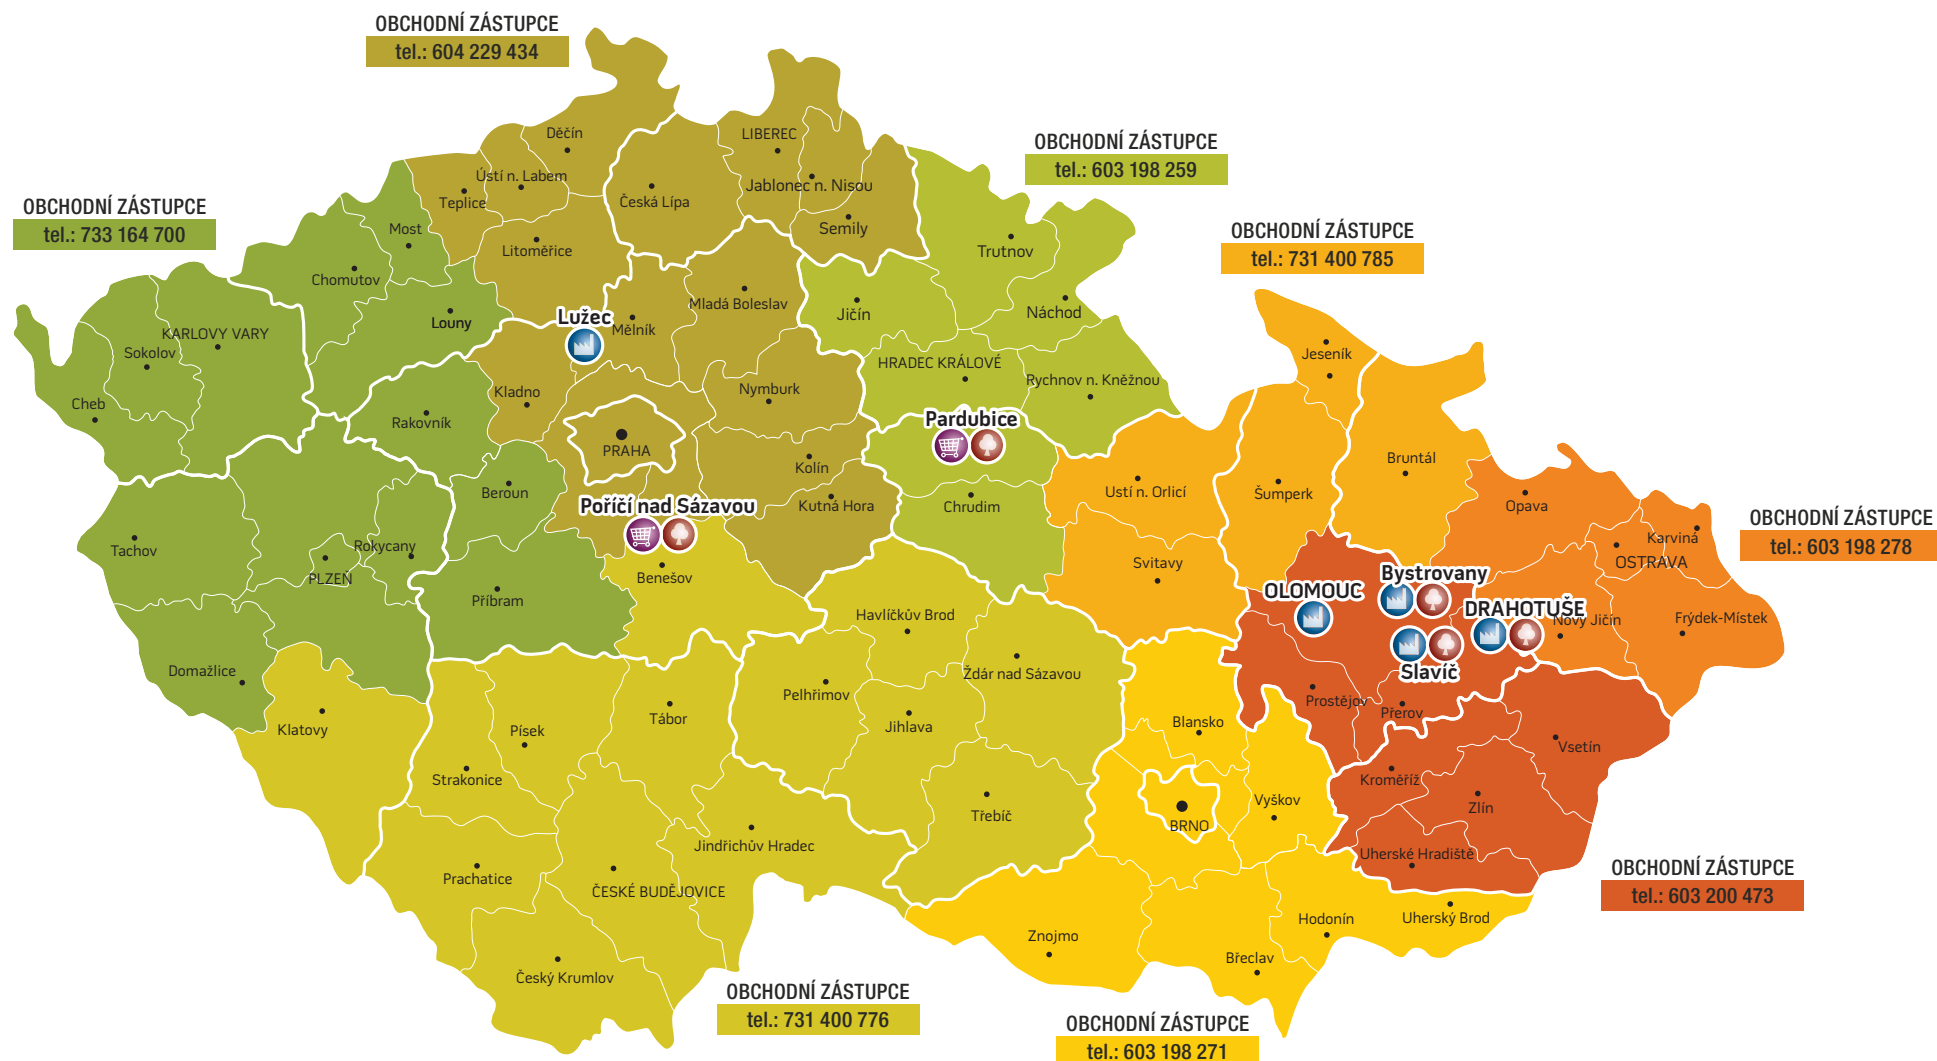 OBCHODNÍ ZÁSTUPCE
tel.: 604 229 434
OBCHODNÍ ZÁSTUPCE
tel.: 603 198 259
OBCHODNÍ ZÁSTUPCE
tel.: 733 164 700
OBCHODNÍ ZÁSTUPCE
tel.: 731 400 785
OBCHODNÍ ZÁSTUPCE
tel.: 603 198 278
OBCHODNÍ ZÁSTUPCE
tel.: 603 200 473
OBCHODNÍ ZÁSTUPCE
tel.: 731 400 776
OBCHODNÍ ZÁSTUPCE
tel.: 603 198 271
Děčín
LIBEREC
Ústí n. Labem
Jablonec n. Nisou
Teplice
Česká Lípa
Semily
Most
Litoměřice
Trutnov
Chomutov
Mladá Boleslav
Náchod
Jičín
Lužec
Louny
Mělník
KARLOVY VARY
Sokolov
Jeseník
HRADEC KRÁLOVÉ
Rychnov n. Kněžnou
Kladno
Nymburk
Cheb
Rakovník
Pardubice
PRAHA
Kolín
Bruntál
Beroun
Ustí n. Orlicí
Šumperk
Poříčí nad Sázavou
Kutná Hora
Chrudim
Opava
Karviná
Tachov
Rokycany
OSTRAVA
Svitavy
PLZEŇ
Benešov
Bystrovany
OLOMOUC
Příbram
DRAHOTUŠE
Havlíčkův Brod
Nový Jičín
Frýdek-Místek
Domažlice
Slavíč
Ždár nad Sázavou
Pelhřimov
Prostějov
Přerov
Tábor
Klatovy
Písek
Jihlava
Blansko
Vsetín
Strakonice
Kroměříž
Vyškov
Zlín
Třebíč
BRNO
Jindřichův Hradec
Uherské Hradiště
Prachatice
ČESKÉ BUDĚJOVICE
Hodonín
Uherský Brod
Znojmo
Břeclav
Český Krumlov